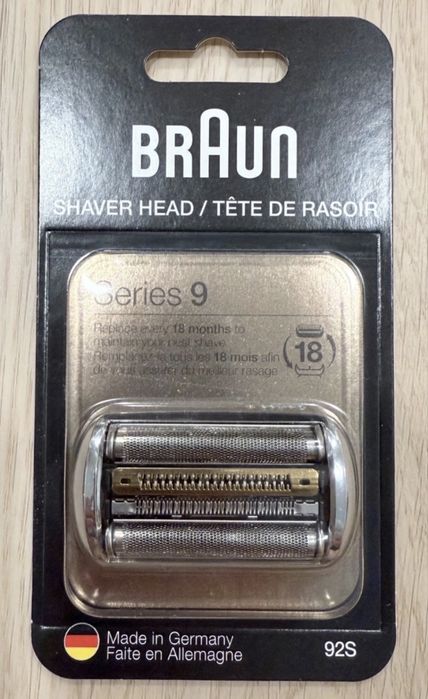 BRAUN
SHAVER HEAD / TÊTE DE RASOIR
Series 9
Replace every 18 months to
maintain your best shave.
Remplacez-la tous les 18 mois afin
de vous assurer du meilleur rasage
18
Made in Germany
Faite en Allemagne
92S